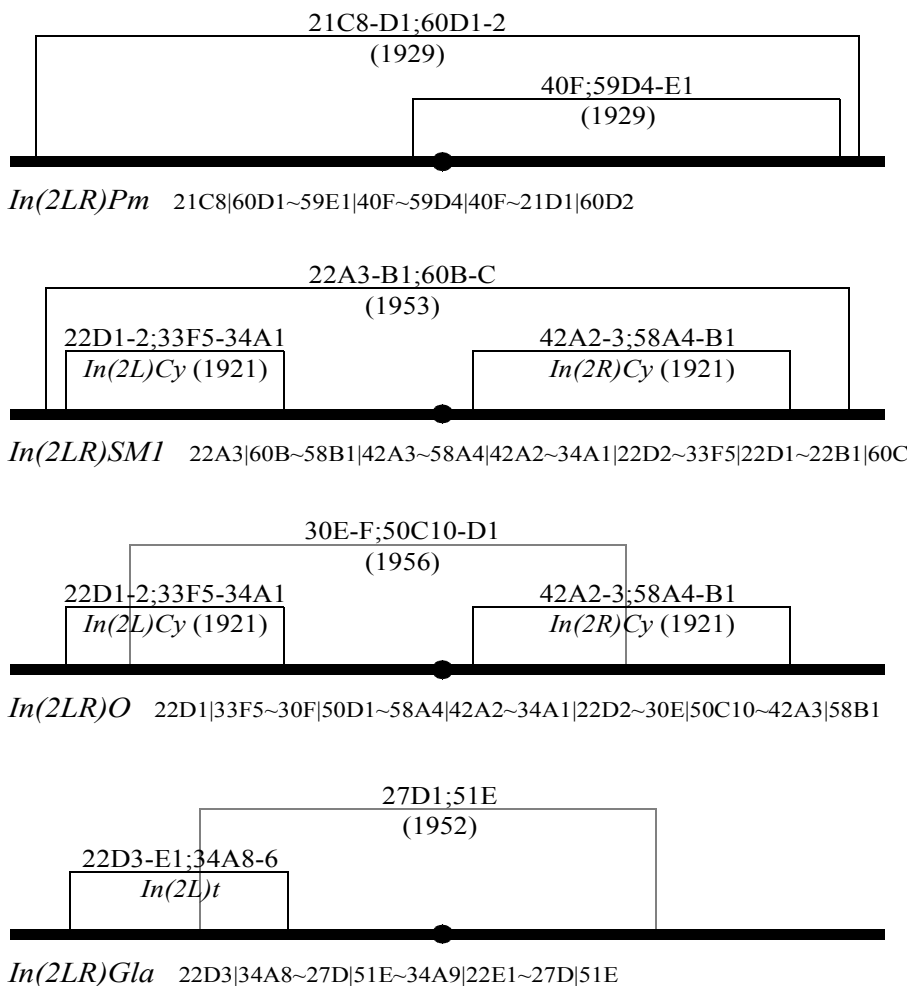 21C8-D1;60D1-2
(1929)
40F;59D4-E1
(1929)
In(2LR)Pm 21C8|60D1~59E1|40F~59D4|40F~21D1|60D2
22A3-B1;60B-C
(1953)
22D1-2;33F5-34A1 42A2-3;58A4-B1
In(2L)Cy (1921) In(2R)Cy (1921)
In(2LR)SM1 22A3|60B~58B1|42A3~58A4|42A2~34A1|22D2~33F5|22D1~22B1|60C
30E-F;50C10-D1
(1956)
22D1-2;33F5-34A1 42A2-3;58A4-B1
In(2L)Cy (1921) In(2R)Cy (1921)
In(2LR)O 22D1|33F5~30F|50D1~58A4|42A2~34A1|22D2~30E|50C10~42A3|58B1
27D1;51E
(1952)
22D3-E1;34A8-6
In(2L)t
In(2LR)Gla 22D3|34A8~27D|51E~34A9|22E1~27D|51E